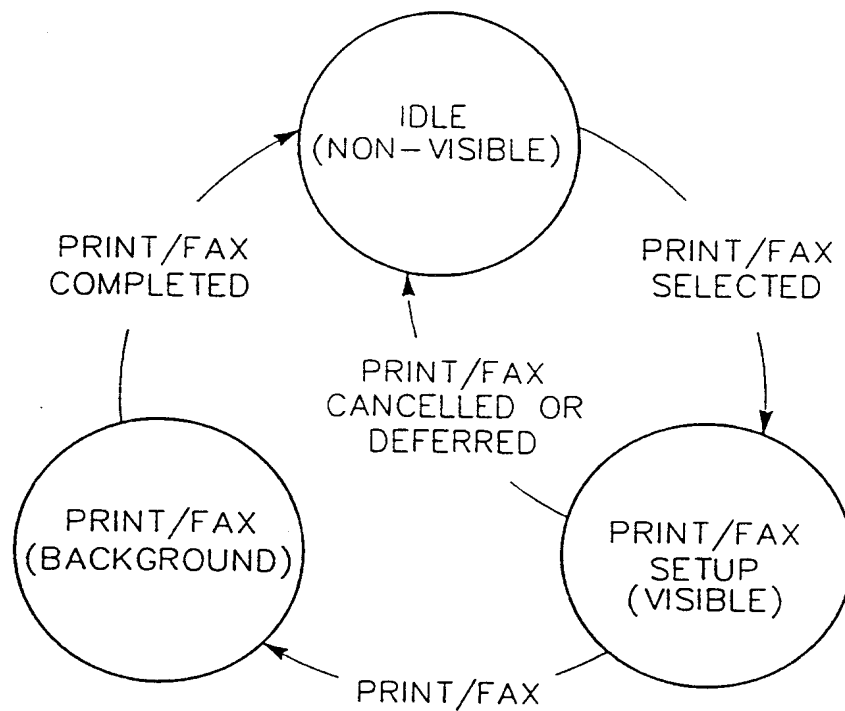 IDLE
(NON-VISIBLE)
PRINT/FAX
COMPLETED
PRINT/FAX
SELECTED
PRINT/FAX
CANCELLED OR
DEFERRED
PRINT/FAX
(BACKGROUND)
PRINT/FAX
SETUP
(VISIBLE)
PRINT/FAX